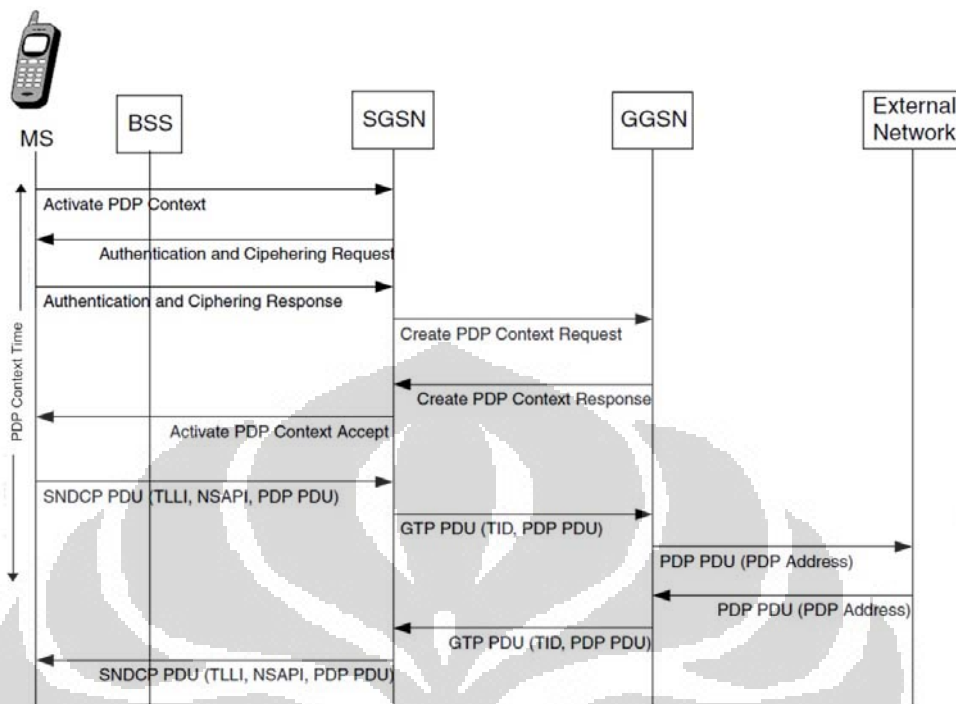 MS
BSS
SGSN
GGSN
External
Network
Activate PDP Context
Authentication and Cipehering Request
Authentication and Ciphering Response
Create PDP Context Request
PDP Context Time
Create PDP Context Response
Activate PDP Context Accept
SNDCP PDU (TLLI, NSAPI, PDP PDU)
GTP PDU (TID, PDP PDU)
PDP PDU (PDP Address)
PDP PDU (PDP Address)
GTP PDU (TID, PDP PDU)
SNDCP PDU (TLLI, NSAPI, PDP PDU)